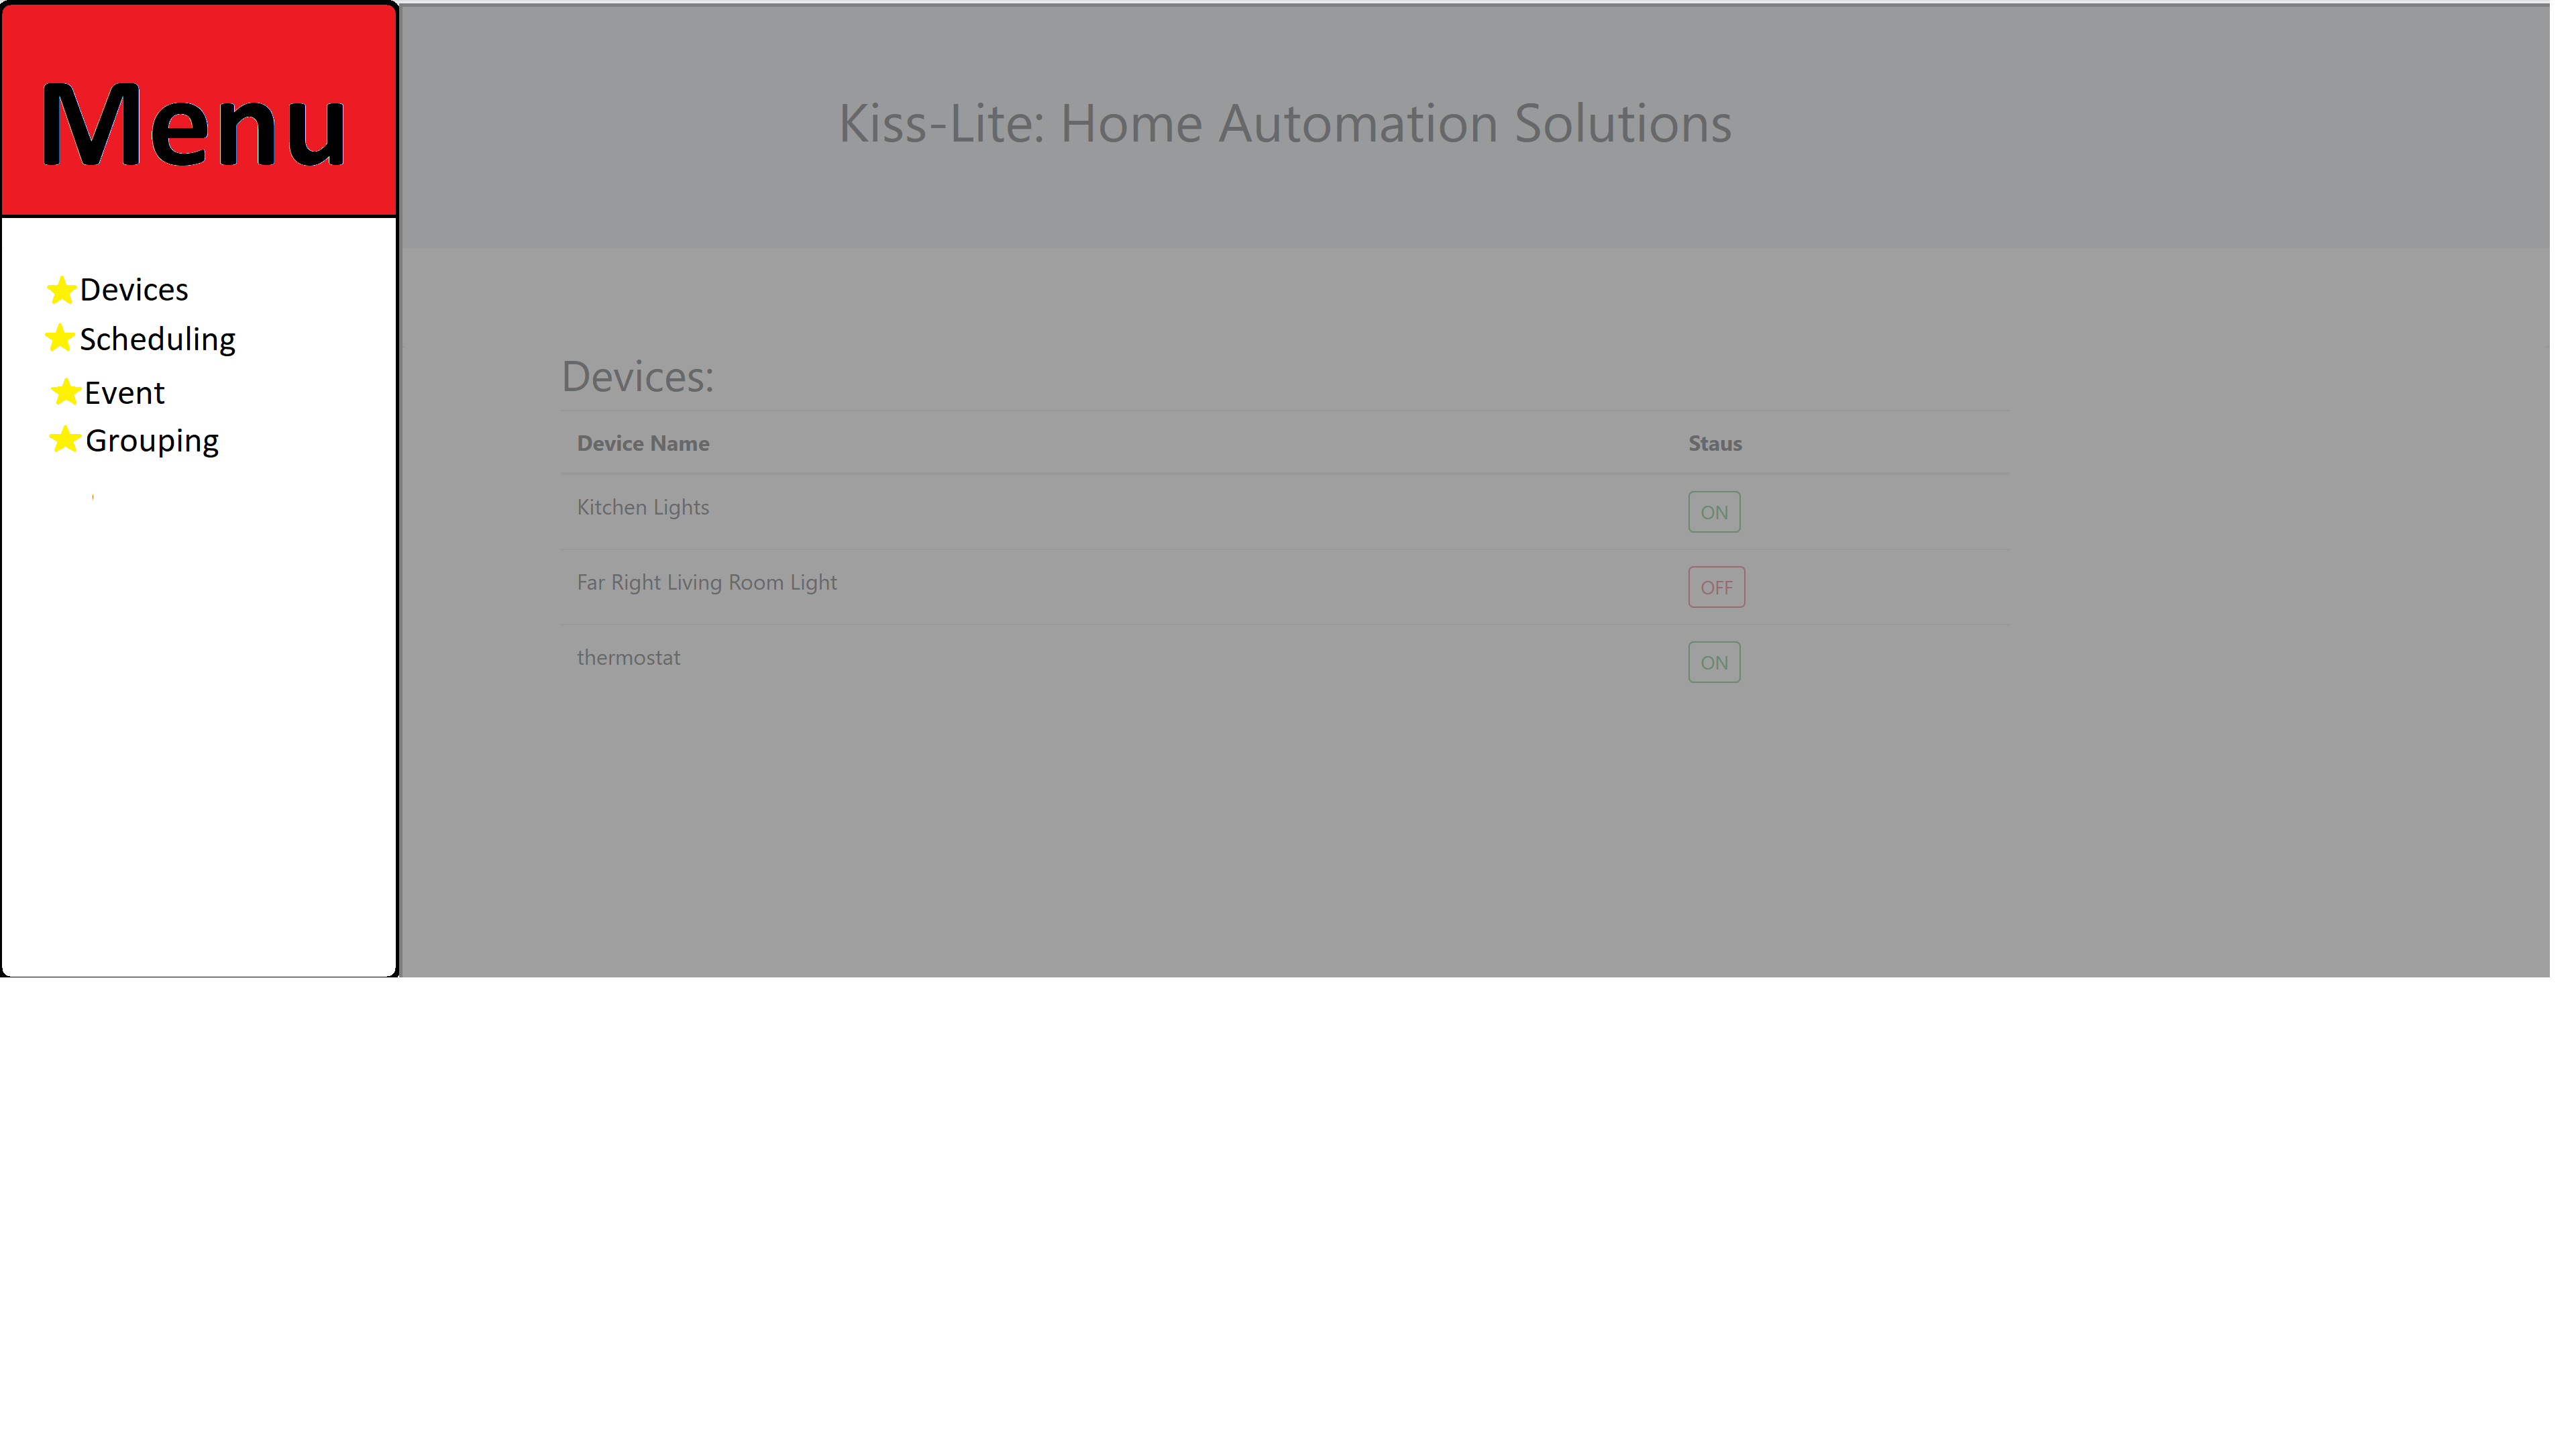 Menu
Kiss-Lite: Home Automation Solutions
Devices
Scheduling
Event
Grouping
Devices:
Device Name Staus
Kitchen Lights ON
Far Right Living Room Light OFF
thermostat ON